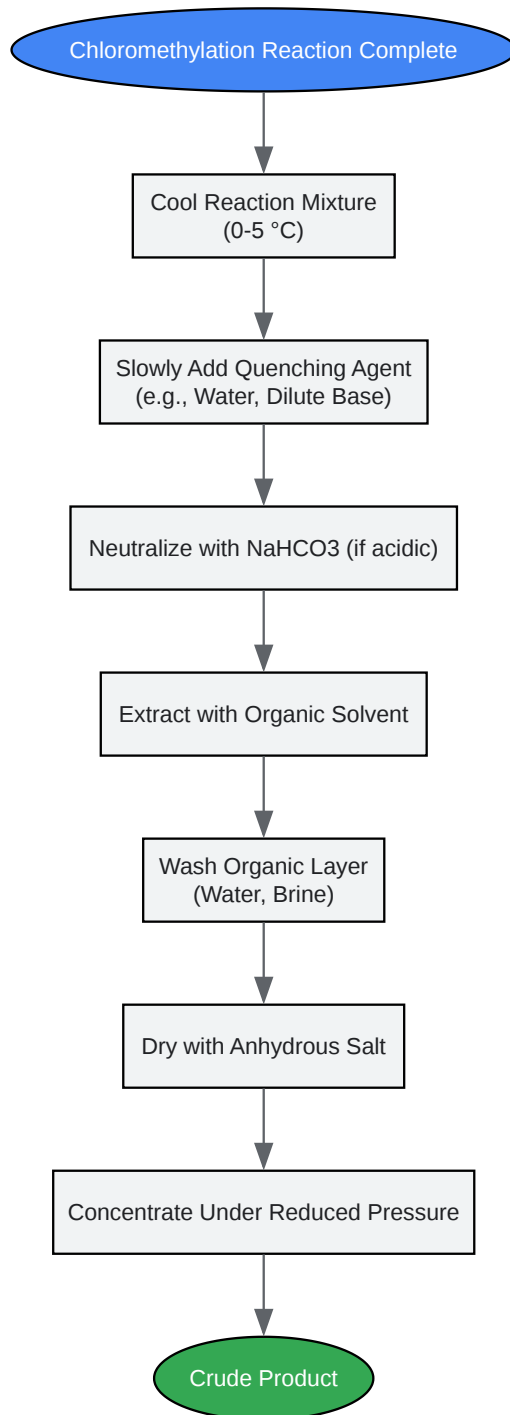 Chloromethylation Reaction Complete
Cool Reaction Mixture
(0-5 °C)
Slowly Add Quenching Agent
(e.g., Water, Dilute Base)
Neutralize with NaHCO3 (if acidic)
Extract with Organic Solvent
Wash Organic Layer
(Water, Brine)
Dry with Anhydrous Salt
Concentrate Under Reduced Pressure
Crude Product